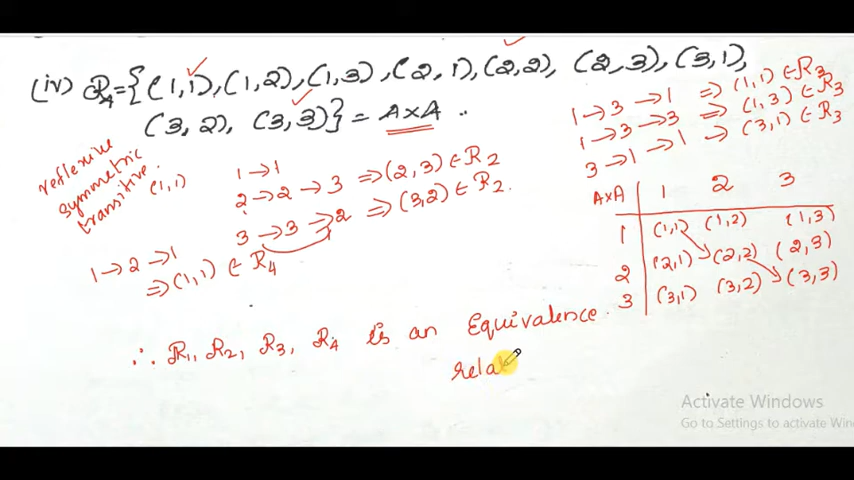 (iv) R₄={(1,1),(1,2),(1,3),(2,1),(2,2),(2,3),(3,1),
(3,2),(3,3)} = A×A ..
reflexive
symmetric
transitive.
(1,1)
1→1
2→2→3 ⇒(2,3)∈R₂
3→3→2 ⇒(3,2)∈R₂.
1→2→1
⇒(1,1)∈R₄
1→3→1 ⇒(1,1)∈R₃
1→3→3 ⇒(1,3)∈R₃
3→1→1 ⇒(3,1)∈R₃
A×A 1 2 3
1 (1,1) (1,2) (1,3)
2 (2,1) (2,2) (2,3)
3 (3,1) (3,2) (3,3)
∴ R₁, R₂, R₃, R₄ is an Equivalence.
rela
Activate Windows
Go to Settings to activate Win